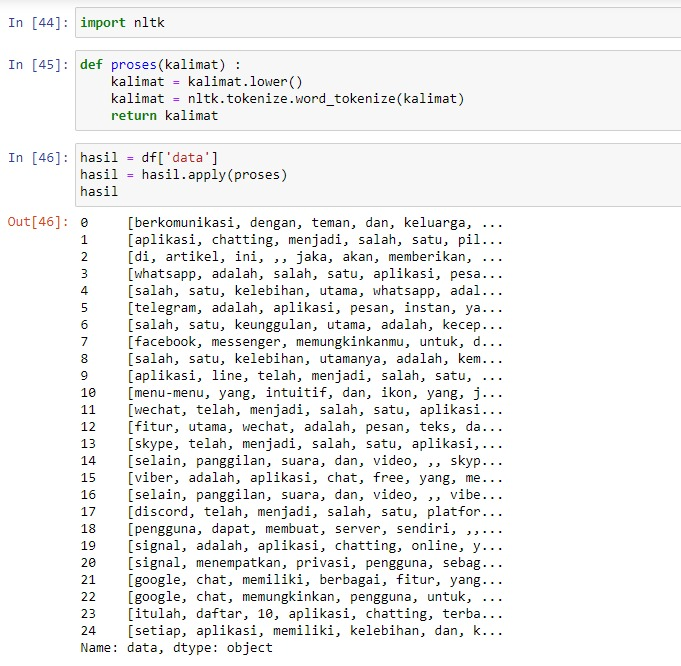 In [44]: import nltk
In [45]: def proses(kalimat) :
    kalimat = kalimat.lower()
    kalimat = nltk.tokenize.word_tokenize(kalimat)
    return kalimat
In [46]: hasil = df['data']
hasil = hasil.apply(proses)
hasil
Out[46]: 0 [berkomunikasi, dengan, teman, dan, keluarga, ...
1 [aplikasi, chatting, menjadi, salah, satu, pil...
2 [di, artikel, ini, ,, jaka, akan, memberikan, ...
3 [whatsapp, adalah, salah, satu, aplikasi, pesa...
4 [salah, satu, kelebihan, utama, whatsapp, adal...
5 [telegram, adalah, aplikasi, pesan, instan, ya...
6 [salah, satu, keunggulan, utama, adalah, kecep...
7 [facebook, messenger, memungkinkanmu, untuk, d...
8 [salah, satu, kelebihan, utamanya, adalah, kem...
9 [aplikasi, line, telah, menjadi, salah, satu, ...
10 [menu-menu, yang, intuitif, dan, ikon, yang, j...
11 [wechat, telah, menjadi, salah, satu, aplikasi...
12 [fitur, utama, wechat, adalah, pesan, teks, da...
13 [skype, telah, menjadi, salah, satu, aplikasi,...
14 [selain, panggilan, suara, dan, video, ,, skyp...
15 [viber, adalah, aplikasi, chat, free, yang, me...
16 [selain, panggilan, suara, dan, video, ,, vibe...
17 [discord, telah, menjadi, salah, satu, platfor...
18 [pengguna, dapat, membuat, server, sendiri, ,,...
19 [signal, adalah, aplikasi, chatting, online, y...
20 [signal, menempatkan, privasi, pengguna, sebag...
21 [google, chat, memiliki, berbagai, fitur, yang...
22 [google, chat, memungkinkan, pengguna, untuk, ...
23 [itulah, daftar, 10, aplikasi, chatting, terba...
24 [setiap, aplikasi, memiliki, kelebihan, dan, k...
Name: data, dtype: object